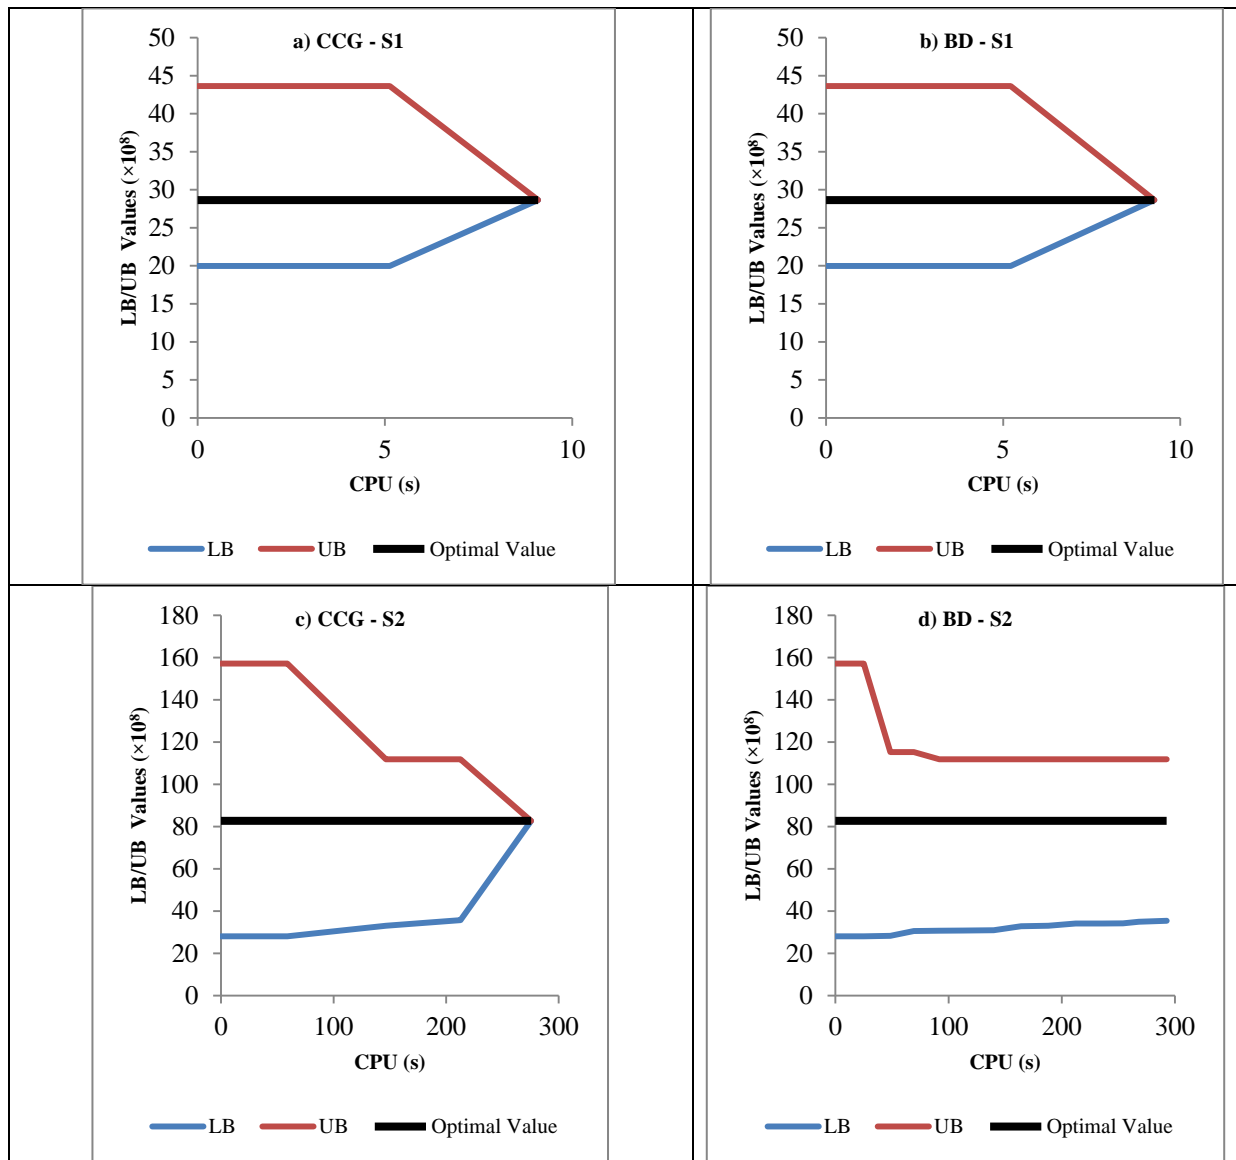 a) CCG - S1
LB/UB Values (×10⁸)
50
45
40
35
30
25
20
15
10
5
0
0 5 10
CPU (s)
LB UB Optimal Value
b) BD - S1
LB/UB Values (×10⁸)
50
45
40
35
30
25
20
15
10
5
0
0 5 10
CPU (s)
LB UB Optimal Value
c) CCG - S2
LB/UB Values (×10⁸)
180
160
140
120
100
80
60
40
20
0
0 100 200 300
CPU (s)
LB UB Optimal Value
d) BD - S2
LB/UB Values (×10⁸)
180
160
140
120
100
80
60
40
20
0
0 100 200 300
CPU (s)
LB UB Optimal Value